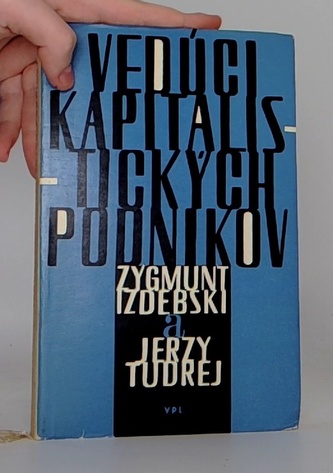 VEDÚCI
KAPITALIS-
-TICKÝCH
PODNIKOV
ZYGMUNT
IZDEBSKI
a
JERZY
TUDREJ
VPL